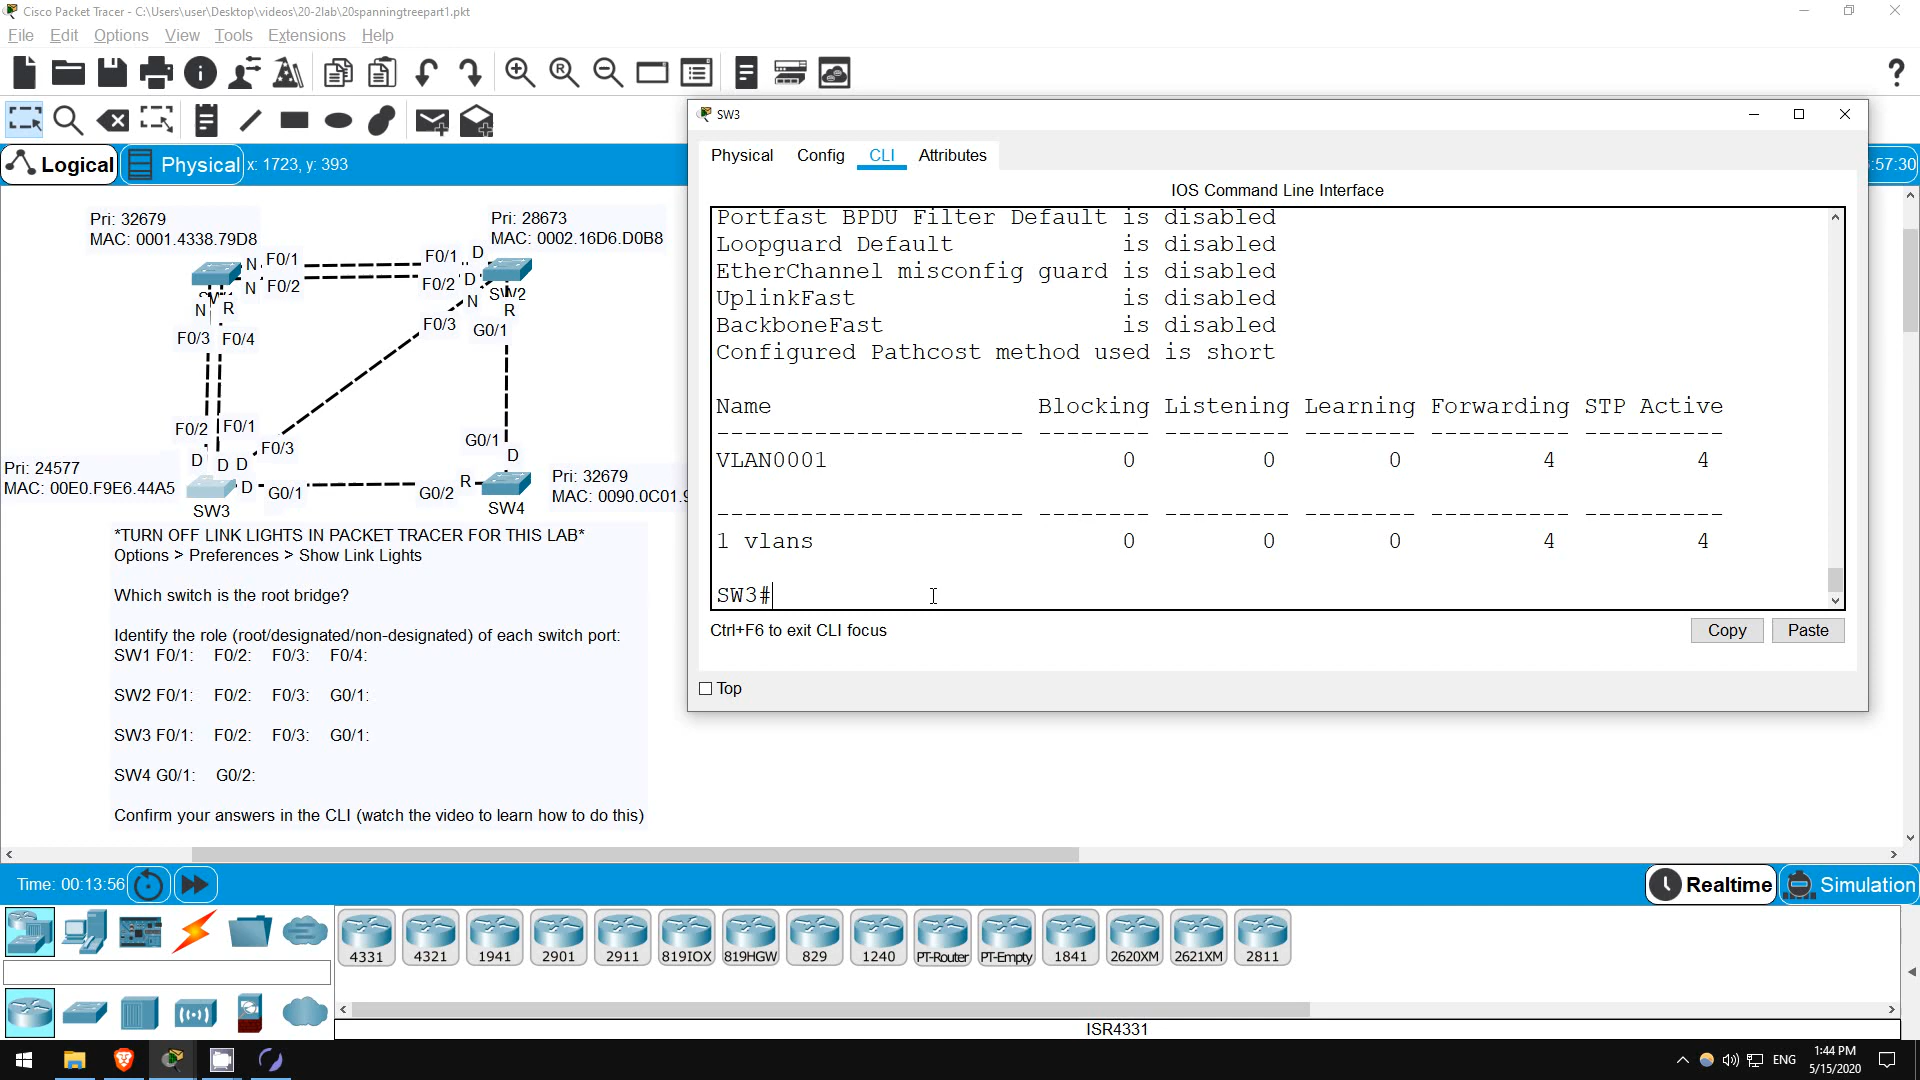 Cisco Packet Tracer - C:\Users\user\Desktop\videos\20-2lab\20spanningtreepart1.pkt
File Edit Options View Tools Extensions Help
Logical Physical x: 1723, y: 393
:57:30
Pri: 32679
MAC: 0001.4338.79D8
Pri: 28673
MAC: 0002.16D6.D0B8
N F0/1
F0/1 D
N F0/2
F0/2 D
SW2
N R
N R
F0/3 F0/4
F0/3 G0/1
F0/2 F0/1
F0/3
G0/1
D D D
D
Pri: 24577
MAC: 00E0.F9E6.44A5
D G0/1
G0/2 R
SW3
SW4
Pri: 32679
MAC: 0090.0C01.9
*TURN OFF LINK LIGHTS IN PACKET TRACER FOR THIS LAB*
Options > Preferences > Show Link Lights
Which switch is the root bridge?
Identify the role (root/designated/non-designated) of each switch port:
SW1 F0/1: F0/2: F0/3: F0/4:
SW2 F0/1: F0/2: F0/3: G0/1:
SW3 F0/1: F0/2: F0/3: G0/1:
SW4 G0/1: G0/2:
Confirm your answers in the CLI (watch the video to learn how to do this)
SW3
Physical Config CLI Attributes
IOS Command Line Interface
Portfast BPDU Filter Default is disabled
Loopguard Default is disabled
EtherChannel misconfig guard is disabled
UplinkFast is disabled
BackboneFast is disabled
Configured Pathcost method used is short
Name Blocking Listening Learning Forwarding STP Active
---------------------- -------- --------- -------- ---------- ----------
VLAN0001 0 0 0 4 4
---------------------- -------- --------- -------- ---------- ----------
1 vlans 0 0 0 4 4
SW3#
Ctrl+F6 to exit CLI focus
Copy Paste
Top
Time: 00:13:56
Realtime Simulation
4331 4321 1941 2901 2911 819IOX 819HGW 829 1240 PT-Router PT-Empty 1841 2620XM 2621XM 2811
ISR4331
ENG
1:44 PM
5/15/2020